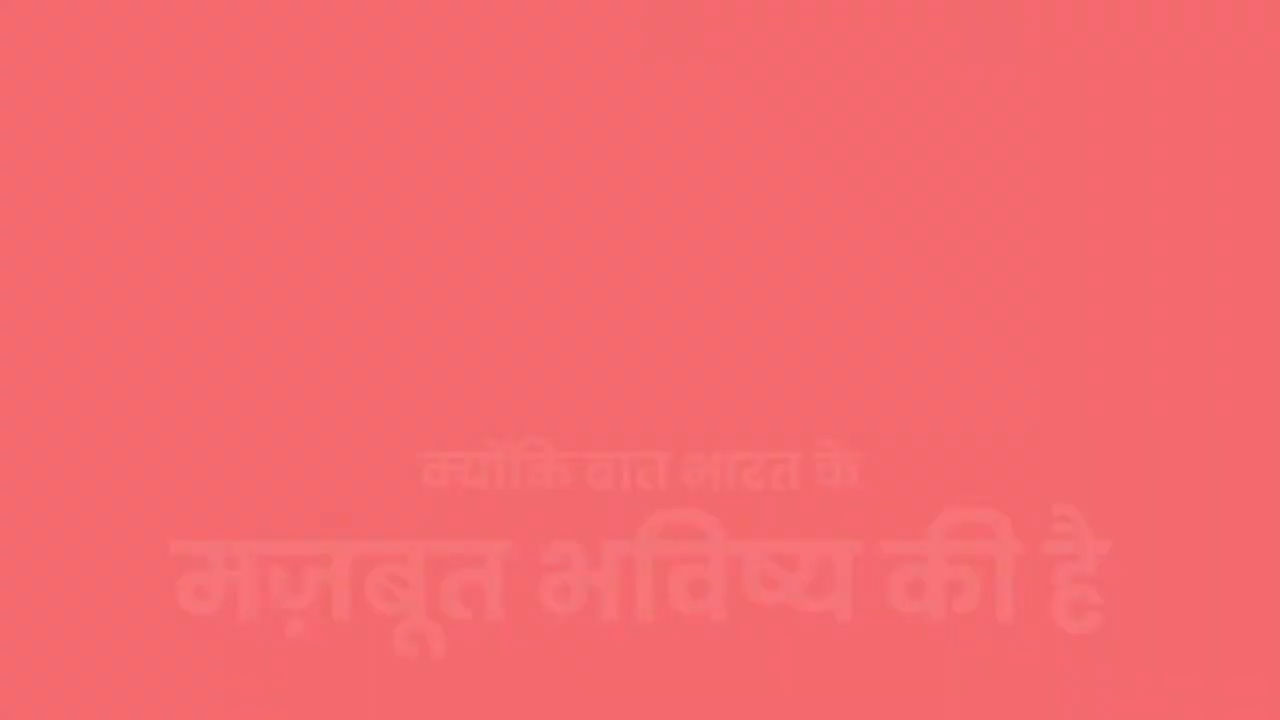 क्योंकि बात भारत के
मज़बूत भविष्य की है